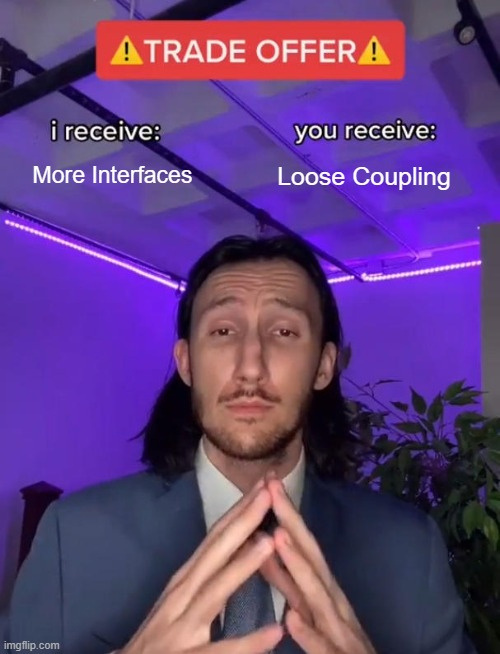 ⚠️TRADE OFFER⚠️
i receive:
you receive:
More Interfaces
Loose Coupling
imgflip.com